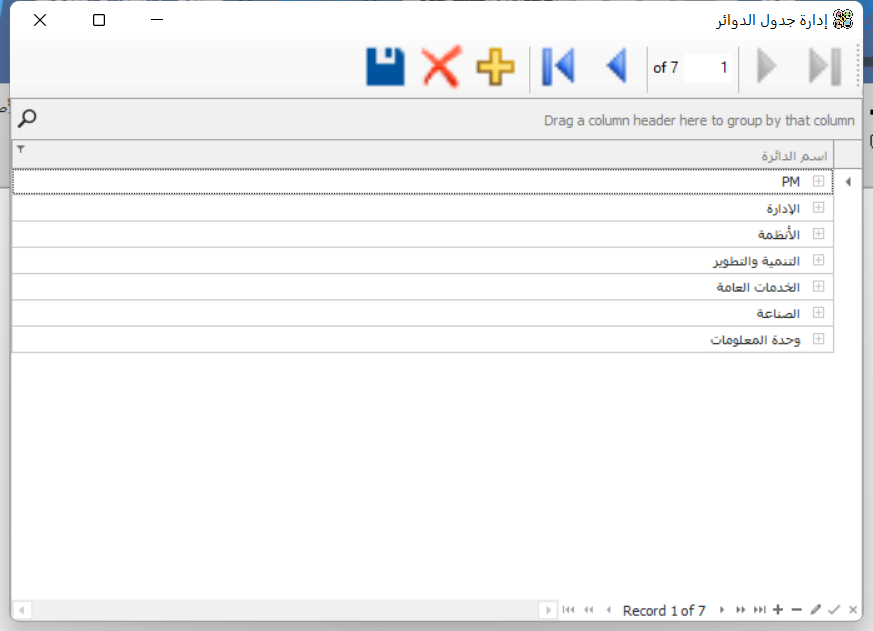 إدارة جدول الدوائر
1 of 7
Drag a column header here to group by that column
اسم الدائرة
PM
الإدارة
الأنظمة
التنمية والتطوير
الخدمات العامة
الصناعة
وحدة المعلومات
Record 1 of 7